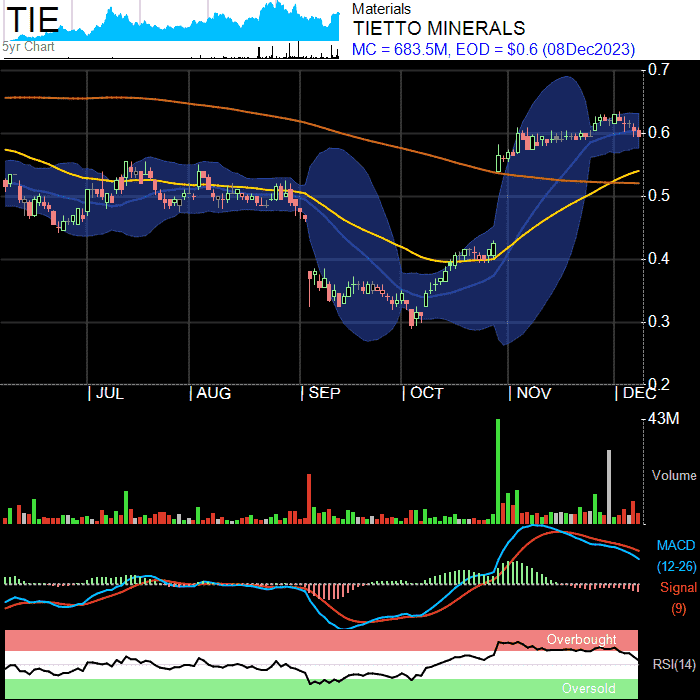 TIE
5yr Chart
Materials
TIETTO MINERALS
MC = 683.5M, EOD = $0.6 (08Dec2023)
0.7
0.6
0.5
0.4
0.3
0.2
JUL AUG SEP OCT NOV DEC
43M
Volume
MACD
(12-26)
Signal
(9)
Overbought
RSI(14)
Oversold